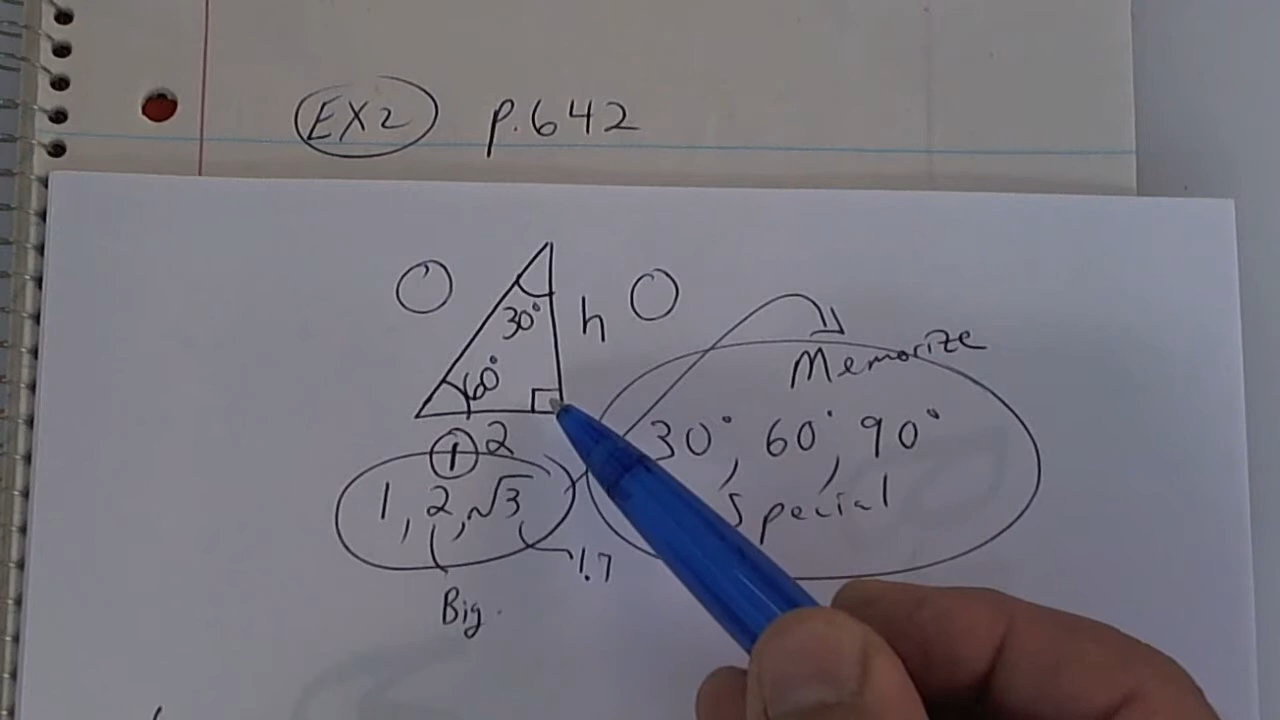 EX2 p.642
30°
h
60°
Memorize
① 2
30°, 60°, 90°
1, 2, √3
Special
1.7
Big.